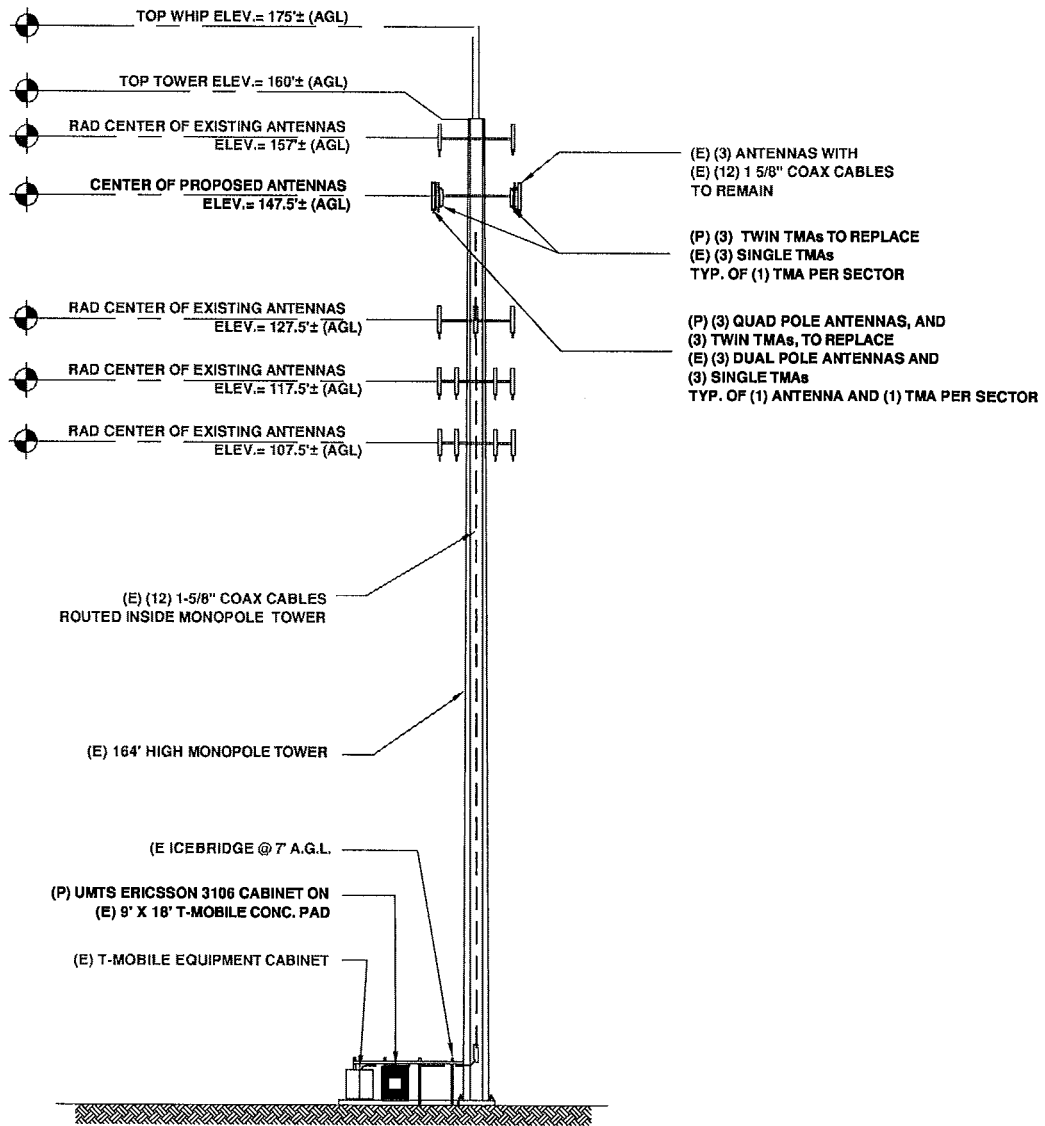 TOP WHIP ELEV.= 175'± (AGL)
TOP TOWER ELEV.= 160'± (AGL)
RAD CENTER OF EXISTING ANTENNAS
ELEV.= 157'± (AGL)
CENTER OF PROPOSED ANTENNAS
ELEV.= 147.5'± (AGL)
RAD CENTER OF EXISTING ANTENNAS
ELEV.= 127.5'± (AGL)
RAD CENTER OF EXISTING ANTENNAS
ELEV.= 117.5'± (AGL)
RAD CENTER OF EXISTING ANTENNAS
ELEV.= 107.5'± (AGL)
(E) (3) ANTENNAS WITH
(E) (12) 1 5/8" COAX CABLES
TO REMAIN
(P) (3) TWIN TMAs TO REPLACE
(E) (3) SINGLE TMAs
TYP. OF (1) TMA PER SECTOR
(P) (3) QUAD POLE ANTENNAS, AND
(3) TWIN TMAs, TO REPLACE
(E) (3) DUAL POLE ANTENNAS AND
(3) SINGLE TMAs
TYP. OF (1) ANTENNA AND (1) TMA PER SECTOR
(E) (12) 1-5/8" COAX CABLES
ROUTED INSIDE MONOPOLE TOWER
(E) 164' HIGH MONOPOLE TOWER
(E ICEBRIDGE @ 7' A.G.L.
(P) UMTS ERICSSON 3106 CABINET ON
(E) 9' X 18' T-MOBILE CONC. PAD
(E) T-MOBILE EQUIPMENT CABINET